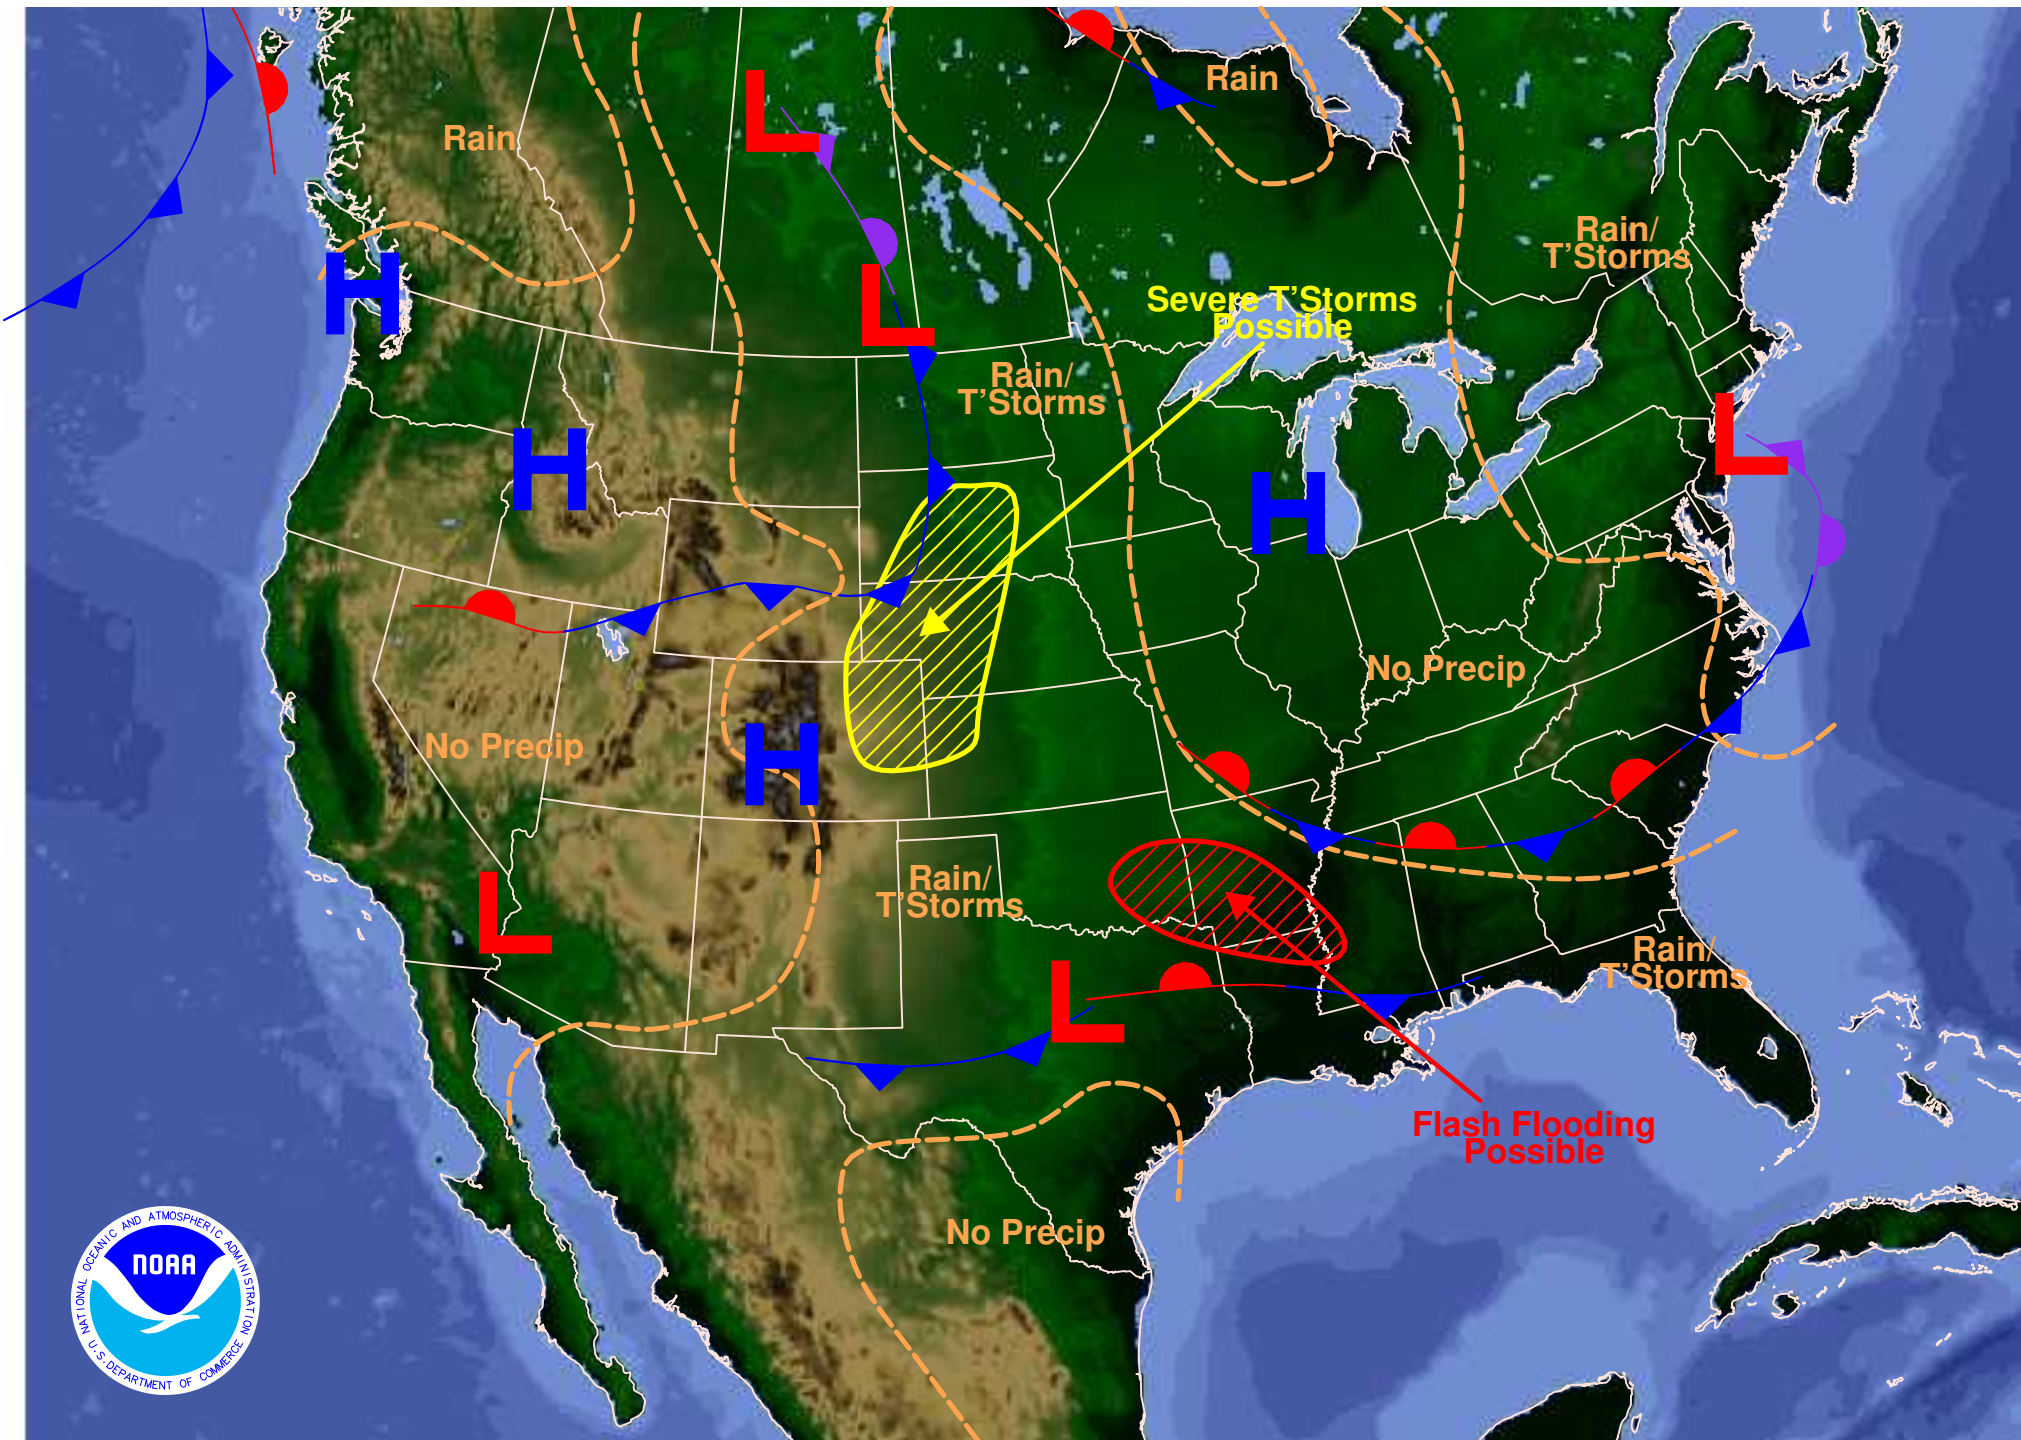 Rain
Rain
Rain/
T'Storms
Severe T'Storms
Possible
Rain/
T'Storms
L
L
H
H
H
L
No Precip
No Precip
H
L
Rain/
T'Storms
Rain/
T'Storms
L
Flash Flooding
Possible
No Precip
NATIONAL OCEANIC AND ATMOSPHERIC ADMINISTRATION
NOAA
U.S. DEPARTMENT OF COMMERCE